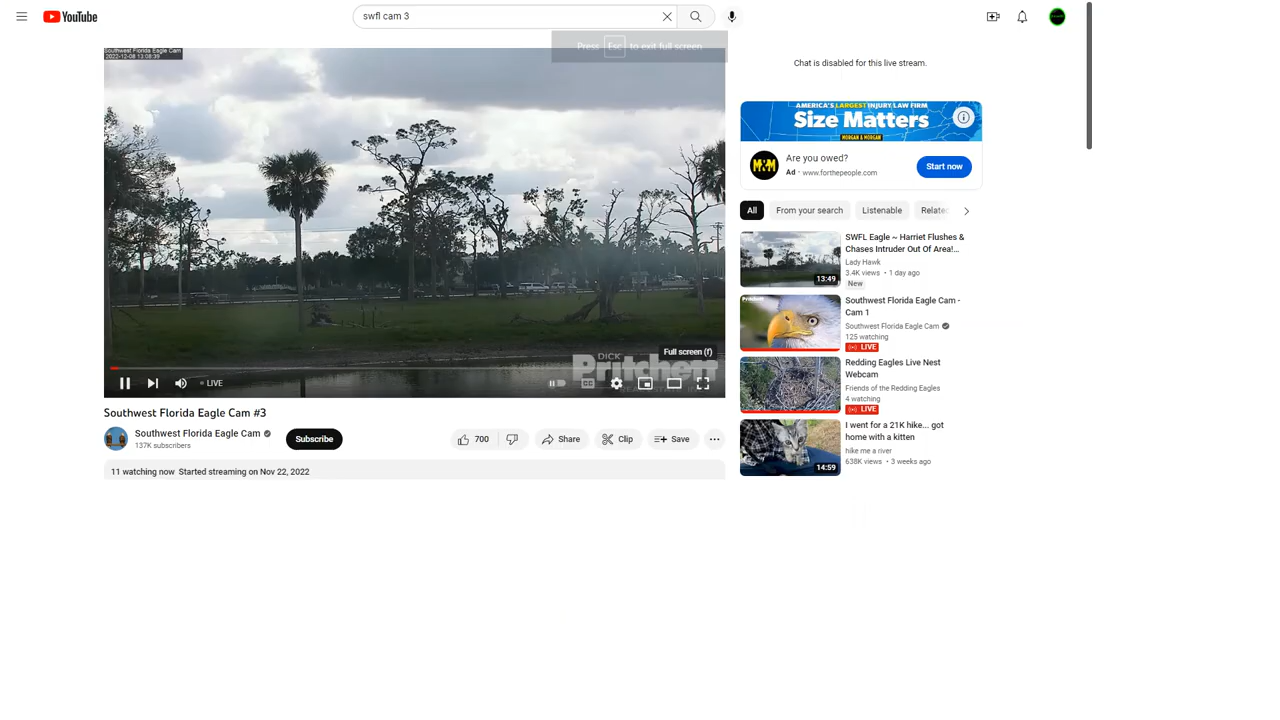 YouTube
swfl cam 3
Southwest Florida Eagle Cam
2022-12-08 13:08:39
Press Esc to exit full screen
DICK
Pritchett
Full screen (f)
LIVE
CC
Southwest Florida Eagle Cam #3
Southwest Florida Eagle Cam
137K subscribers
Subscribe
700
Share
Clip
Save
11 watching now Started streaming on Nov 22, 2022
Chat is disabled for this live stream.
AMERICA'S LARGEST INJURY LAW FIRM
Size Matters
MORGAN & MORGAN
Are you owed?
Ad · www.forthepeople.com
Start now
All
From your search
Listenable
Related
SWFL Eagle ~ Harriet Flushes &
Chases Intruder Out Of Area!...
Lady Hawk
3.4K views • 1 day ago
New
13:49
Southwest Florida Eagle Cam -
Cam 1
Southwest Florida Eagle Cam
125 watching
LIVE
Pritchett
Redding Eagles Live Nest
Webcam
Friends of the Redding Eagles
4 watching
LIVE
I went for a 21K hike... got
home with a kitten
hike me a river
638K views • 3 weeks ago
14:59